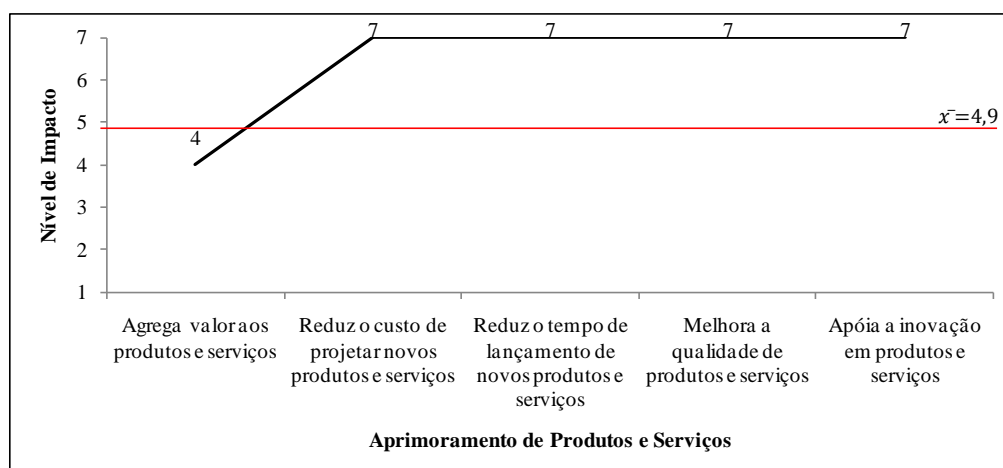 7 7 7 7
7
6
5
4
x̄=4,9
4
3
2
1
Nível de Impacto
Agrega valor aos
produtos e serviços
Reduz o custo de
projetar novos
produtos e serviços
Reduz o tempo de
lançamento de
novos produtos e
serviços
Melhora a
qualidade de
produtos e serviços
Apóia a inovação
em produtos e
serviços
Aprimoramento de Produtos e Serviços